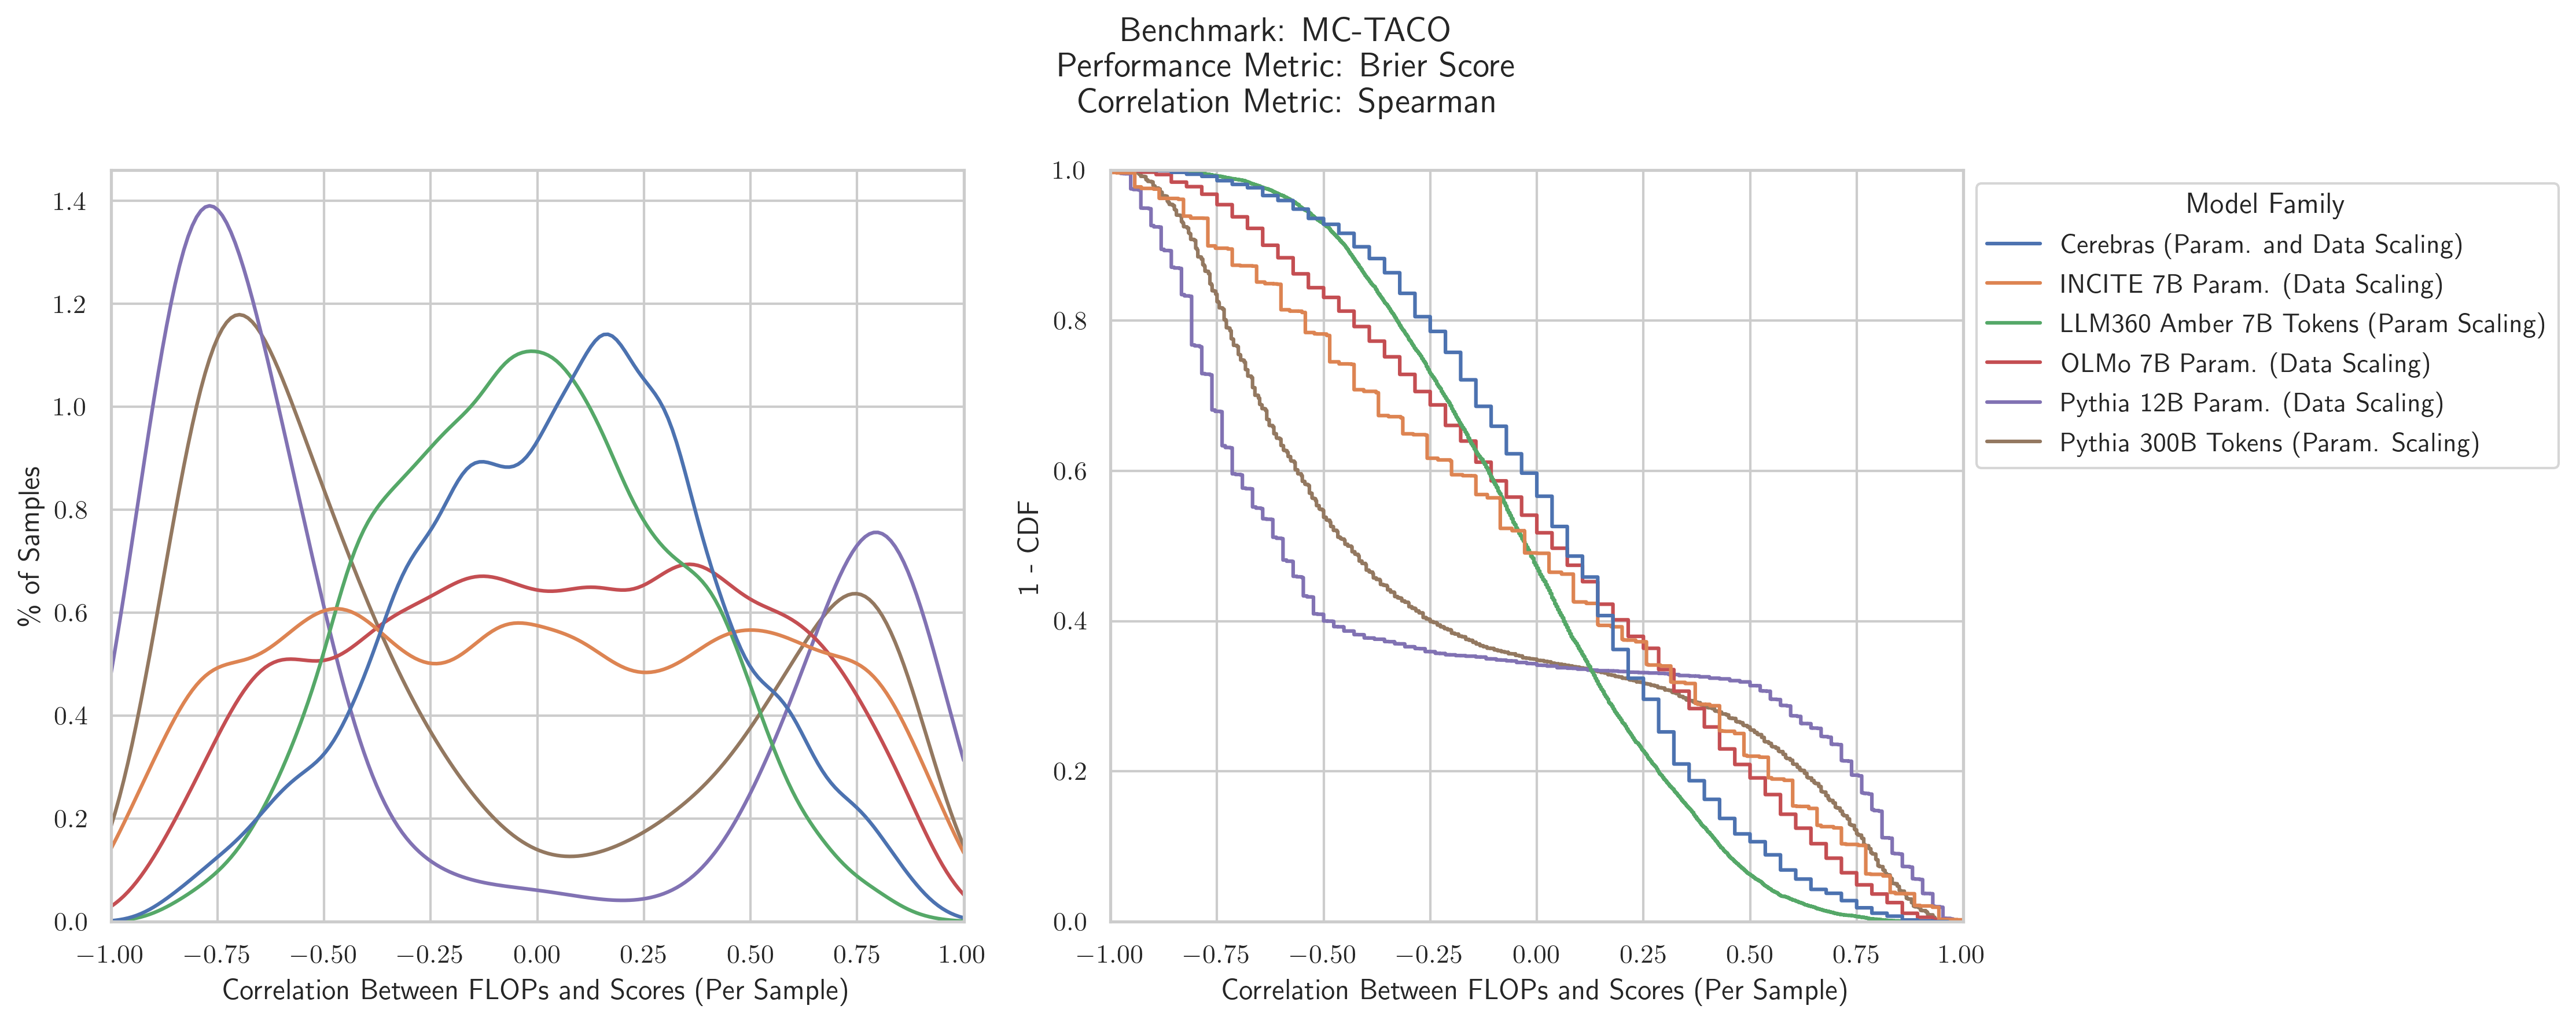 Benchmark: MC-TACO
Performance Metric: Brier Score
Correlation Metric: Spearman
% of Samples
1.4
1.2
1.0
0.8
0.6
0.4
0.2
0.0
−1.00 −0.75 −0.50 −0.25 0.00 0.25 0.50 0.75 1.00
Correlation Between FLOPs and Scores (Per Sample)
1 - CDF
1.0
0.8
0.6
0.4
0.2
0.0
−1.00 −0.75 −0.50 −0.25 0.00 0.25 0.50 0.75 1.00
Correlation Between FLOPs and Scores (Per Sample)
Model Family
Cerebras (Param. and Data Scaling)
INCITE 7B Param. (Data Scaling)
LLM360 Amber 7B Tokens (Param Scaling)
OLMo 7B Param. (Data Scaling)
Pythia 12B Param. (Data Scaling)
Pythia 300B Tokens (Param. Scaling)